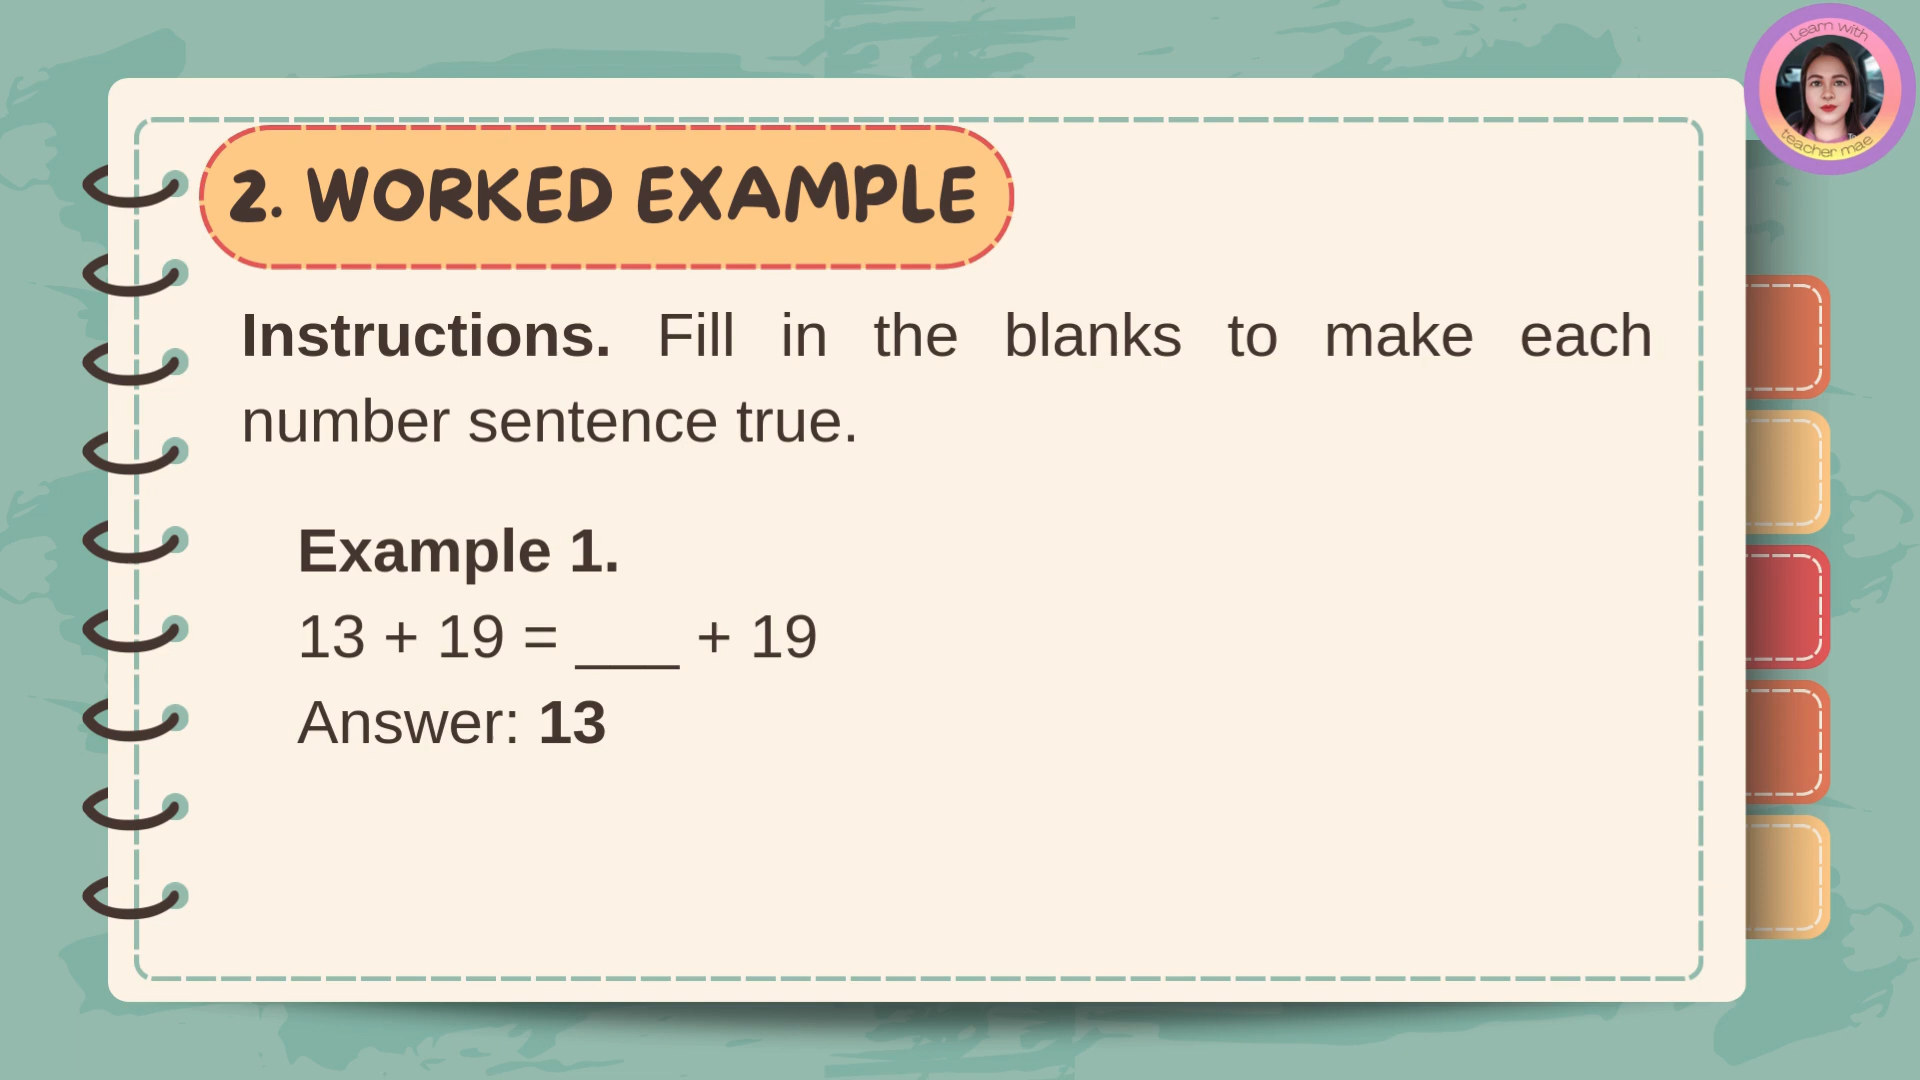 Learn with
teacher mae
2. WORKED EXAMPLE
Instructions. Fill in the blanks to make each
number sentence true.
Example 1.
13 + 19 = ___ + 19
Answer: 13